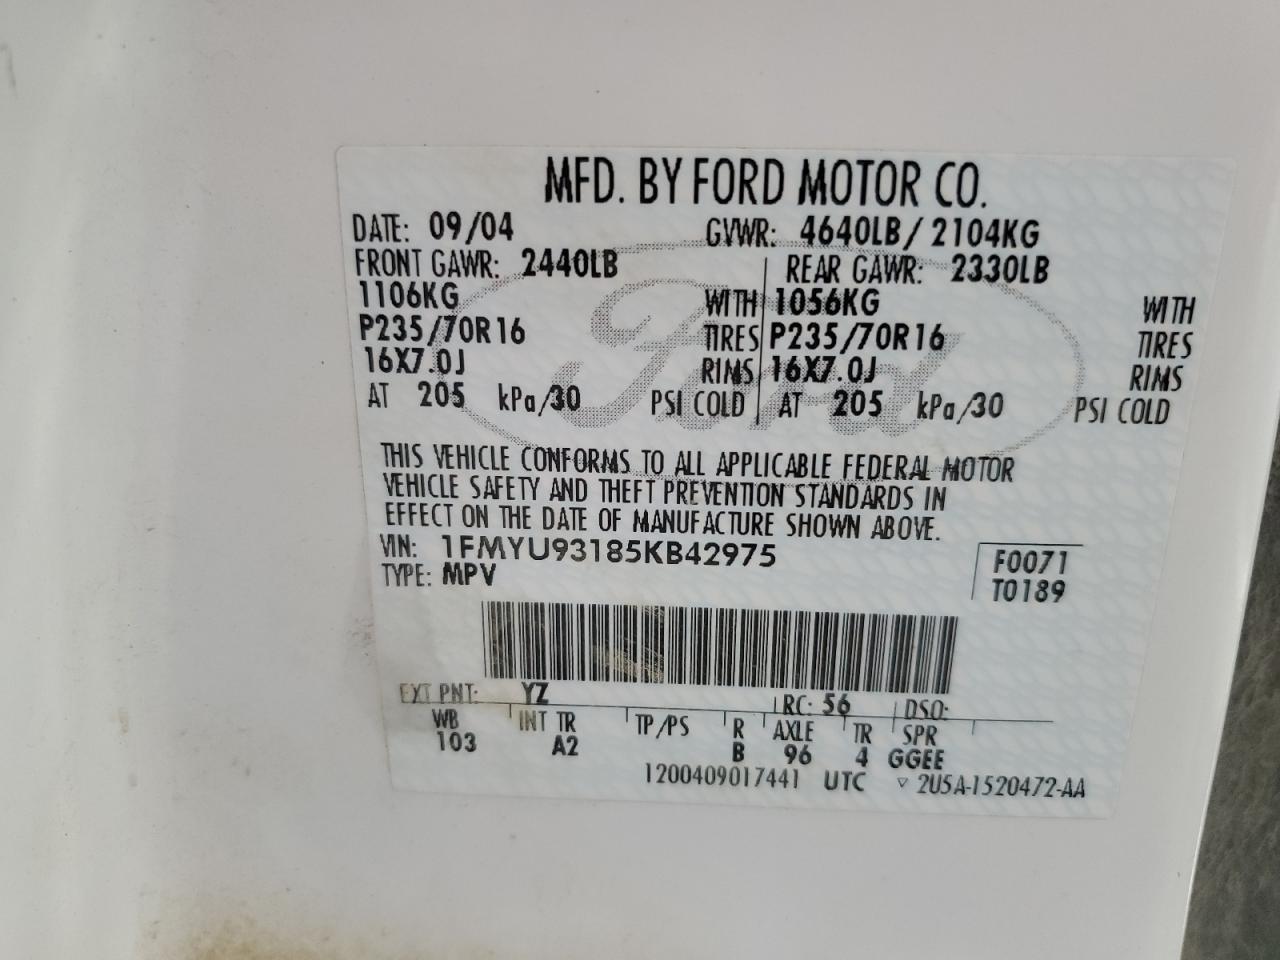 MFD. BY FORD MOTOR CO.
DATE: 09/04 GVWR: 4640LB / 2104KG
FRONT GAWR: 2440LB REAR GAWR: 2330LB
1106KG WITH 1056KG WITH
P235/70R16 TIRES P235/70R16 TIRES
16X7.0J RIMS 16X7.0J RIMS
AT 205 kPa/30 PSI COLD AT 205 kPa/30 PSI COLD
Ford
THIS VEHICLE CONFORMS TO ALL APPLICABLE FEDERAL MOTOR
VEHICLE SAFETY AND THEFT PREVENTION STANDARDS IN
EFFECT ON THE DATE OF MANUFACTURE SHOWN ABOVE.
VIN: 1FMYU93185KB42975 F0071
TYPE: MPV T0189
EXT PNT: YZ RC: 56 DSO:
WB INT TR TP/PS R AXLE TR SPR
103 A2 B 96 4 GGEE
1200409017441 UTC ▽ 2U5A-1520472-AA